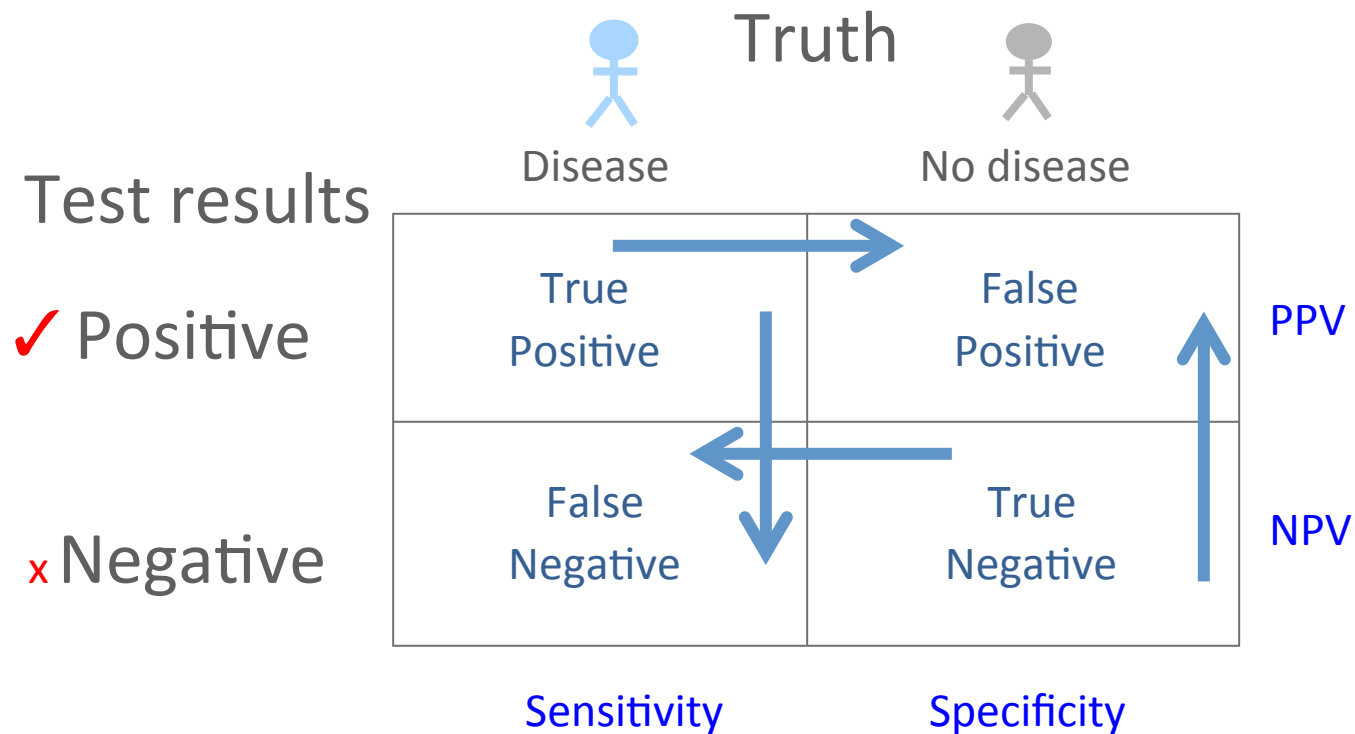 Truth
Disease
No disease
Test results
✓ Positive
True
Positive
False
Positive
PPV
x Negative
False
Negative
True
Negative
NPV
Sensitivity
Specificity